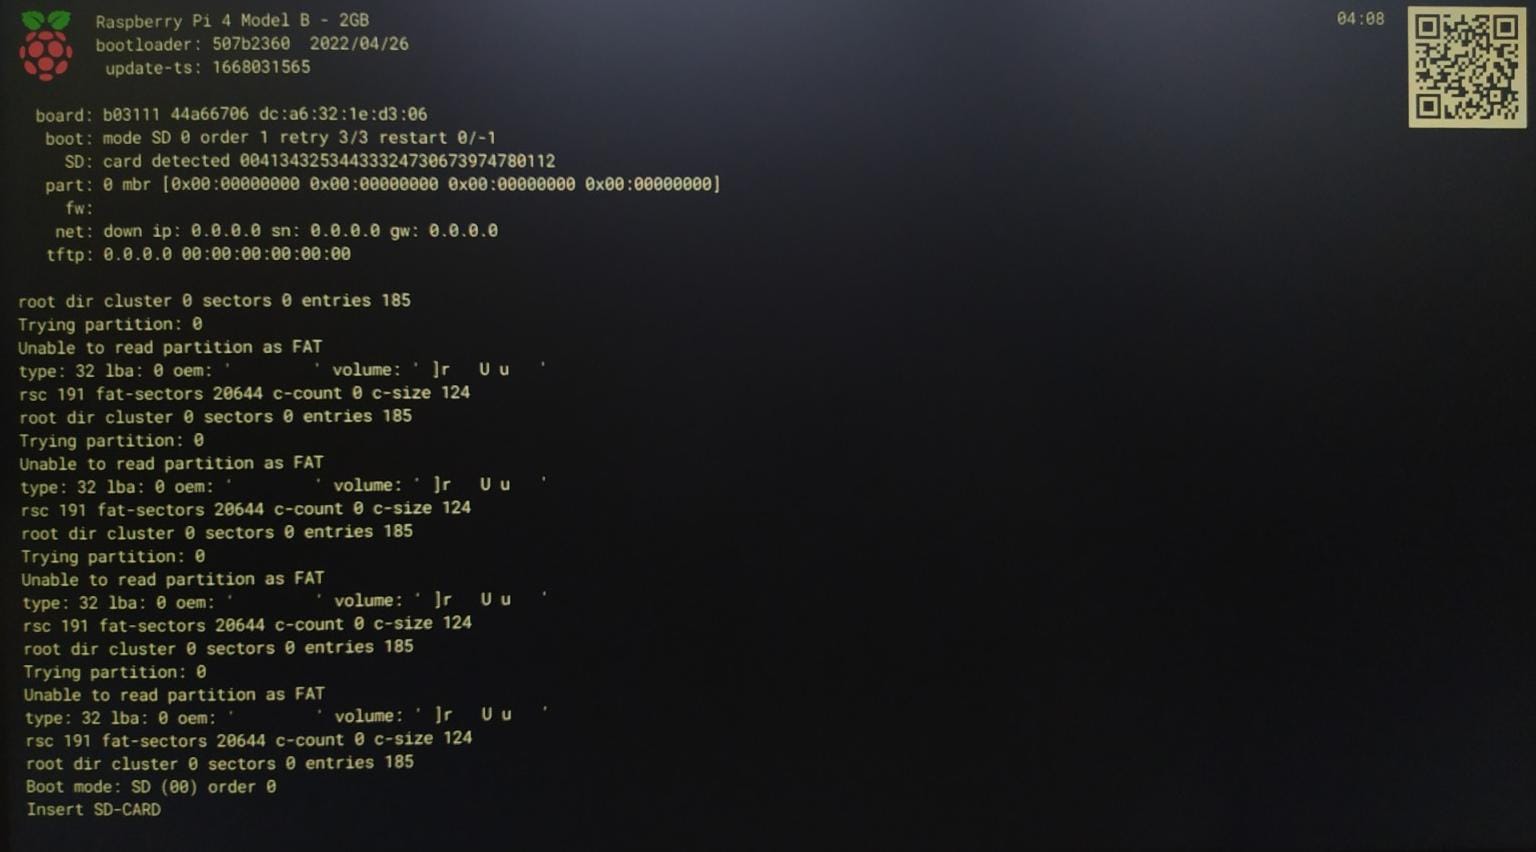 Raspberry Pi 4 Model B - 2GB
bootloader: 507b2360 2022/04/26
update-ts: 1668031565
04:08
board: b03111 44a66706 dc:a6:32:1e:d3:06
boot: mode SD 0 order 1 retry 3/3 restart 0/-1
SD: card detected 00413432534433324730673974780112
part: 0 mbr [0x00:00000000 0x00:00000000 0x00:00000000 0x00:00000000]
fw:
net: down ip: 0.0.0.0 sn: 0.0.0.0 gw: 0.0.0.0
tftp: 0.0.0.0 00:00:00:00:00:00
root dir cluster 0 sectors 0 entries 185
Trying partition: 0
Unable to read partition as FAT
type: 32 lba: 0 oem: '         ' volume: ' ]r   U u   '
rsc 191 fat-sectors 20644 c-count 0 c-size 124
root dir cluster 0 sectors 0 entries 185
Trying partition: 0
Unable to read partition as FAT
type: 32 lba: 0 oem: '         ' volume: ' ]r   U u   '
rsc 191 fat-sectors 20644 c-count 0 c-size 124
root dir cluster 0 sectors 0 entries 185
Trying partition: 0
Unable to read partition as FAT
type: 32 lba: 0 oem: '         ' volume: ' ]r   U u   '
rsc 191 fat-sectors 20644 c-count 0 c-size 124
root dir cluster 0 sectors 0 entries 185
Trying partition: 0
Unable to read partition as FAT
type: 32 lba: 0 oem: '         ' volume: ' ]r   U u   '
rsc 191 fat-sectors 20644 c-count 0 c-size 124
root dir cluster 0 sectors 0 entries 185
Boot mode: SD (00) order 0
Insert SD-CARD